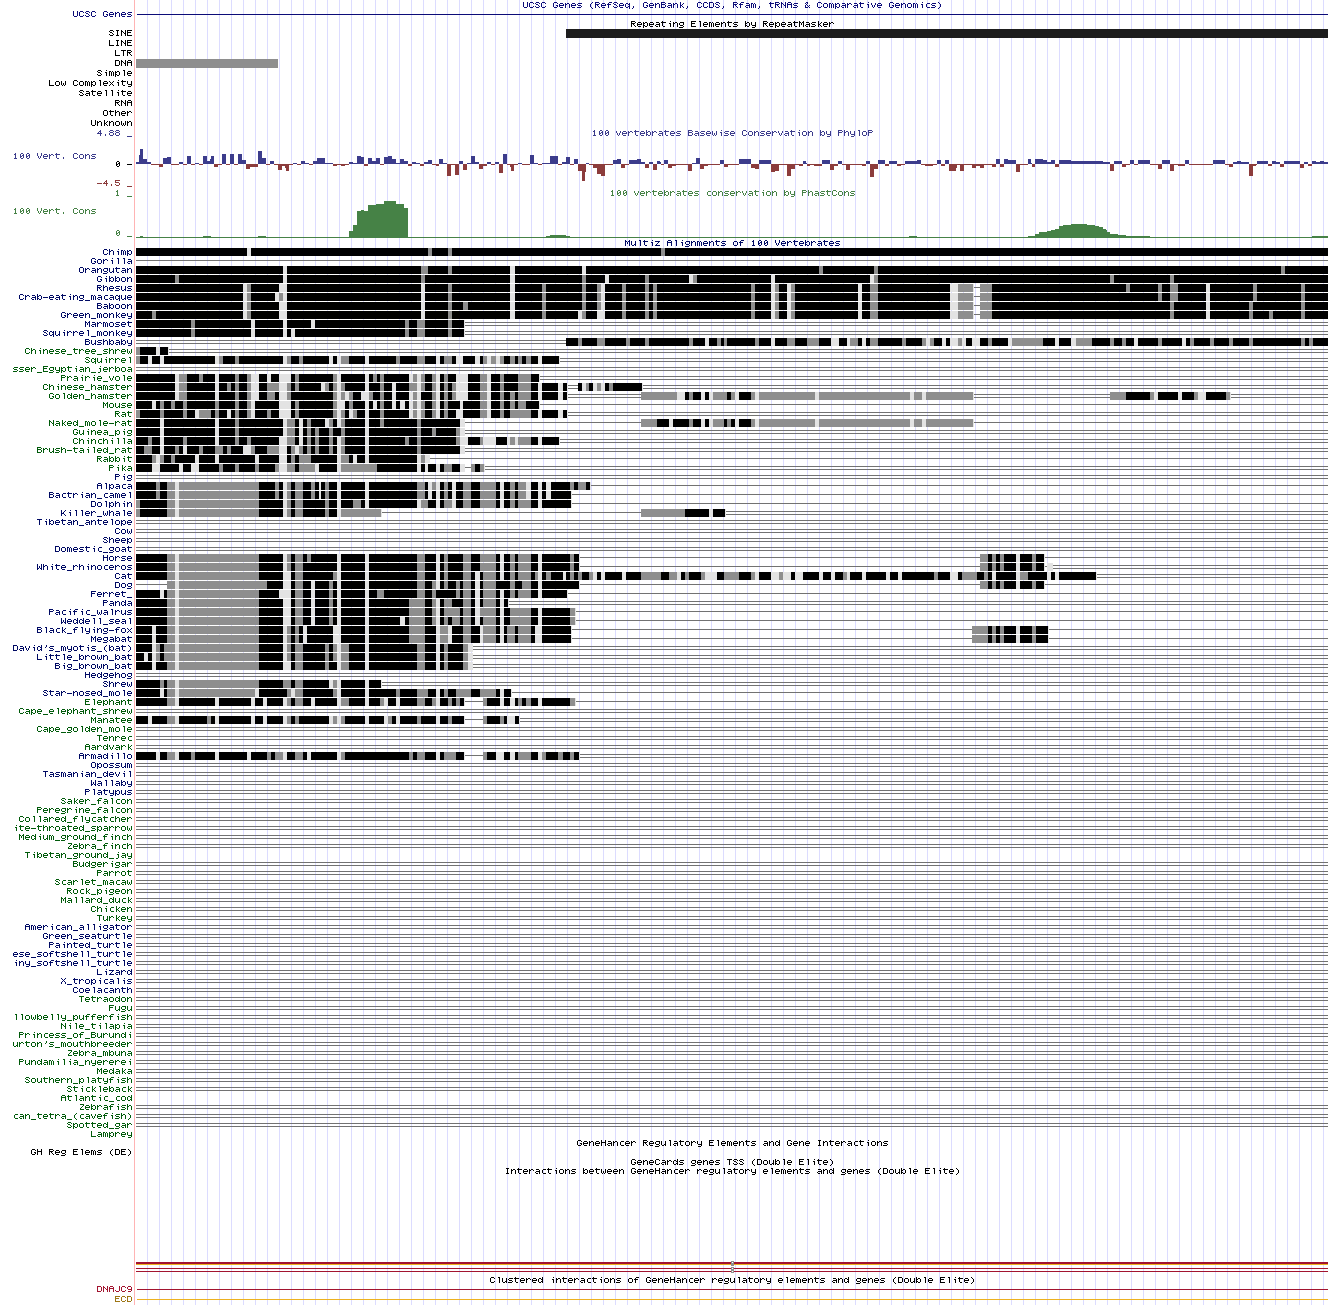 UCSC Genes (RefSeq, GenBank, CCDS, Rfam, tRNAs & Comparative Genomics)
UCSC Genes
Repeating Elements by RepeatMasker
SINE
LINE
LTR
DNA
Simple
Low Complexity
Satellite
RNA
Other
Unknown
4.88 _
100 vertebrates Basewise Conservation by PhyloP
100 Vert. Cons
0 _
-4.5 _
1 _
100 vertebrates conservation by PhastCons
100 Vert. Cons
0 _
Multiz Alignments of 100 Vertebrates
Chimp
Gorilla
Orangutan
Gibbon
Rhesus
Crab-eating_macaque
Baboon
Green_monkey
Marmoset
Squirrel_monkey
Bushbaby
Chinese_tree_shrew
Squirrel
sser_Egyptian_jerboa
Prairie_vole
Chinese_hamster
Golden_hamster
Mouse
Rat
Naked_mole-rat
Guinea_pig
Chinchilla
Brush-tailed_rat
Rabbit
Pika
Pig
Alpaca
Bactrian_camel
Dolphin
Killer_whale
Tibetan_antelope
Cow
Sheep
Domestic_goat
Horse
White_rhinoceros
Cat
Dog
Ferret_
Panda
Pacific_walrus
Weddell_seal
Black_flying-fox
Megabat
David's_myotis_(bat)
Little_brown_bat
Big_brown_bat
Hedgehog
Shrew
Star-nosed_mole
Elephant
Cape_elephant_shrew
Manatee
Cape_golden_mole
Tenrec
Aardvark
Armadillo
Opossum
Tasmanian_devil
Wallaby
Platypus
Saker_falcon
Peregrine_falcon
Collared_flycatcher
ite-throated_sparrow
Medium_ground_finch
Zebra_finch
Tibetan_ground_jay
Budgerigar
Parrot
Scarlet_macaw
Rock_pigeon
Mallard_duck
Chicken
Turkey
American_alligator
Green_seaturtle
Painted_turtle
ese_softshell_turtle
iny_softshell_turtle
Lizard
X_tropicalis
Coelacanth
Tetraodon
Fugu
llowbelly_pufferfish
Nile_tilapia
Princess_of_Burundi
urton's_mouthbreeder
Zebra_mbuna
Pundamilia_nyererei
Medaka
Southern_platyfish
Stickleback
Atlantic_cod
Zebrafish
can_tetra_(cavefish)
Spotted_gar
Lamprey
GeneHancer Regulatory Elements and Gene Interactions
GH Reg Elems (DE)
GeneCards genes TSS (Double Elite)
Interactions between GeneHancer regulatory elements and genes (Double Elite)
Clustered interactions of GeneHancer regulatory elements and genes (Double Elite)
DNAJC9
ECD